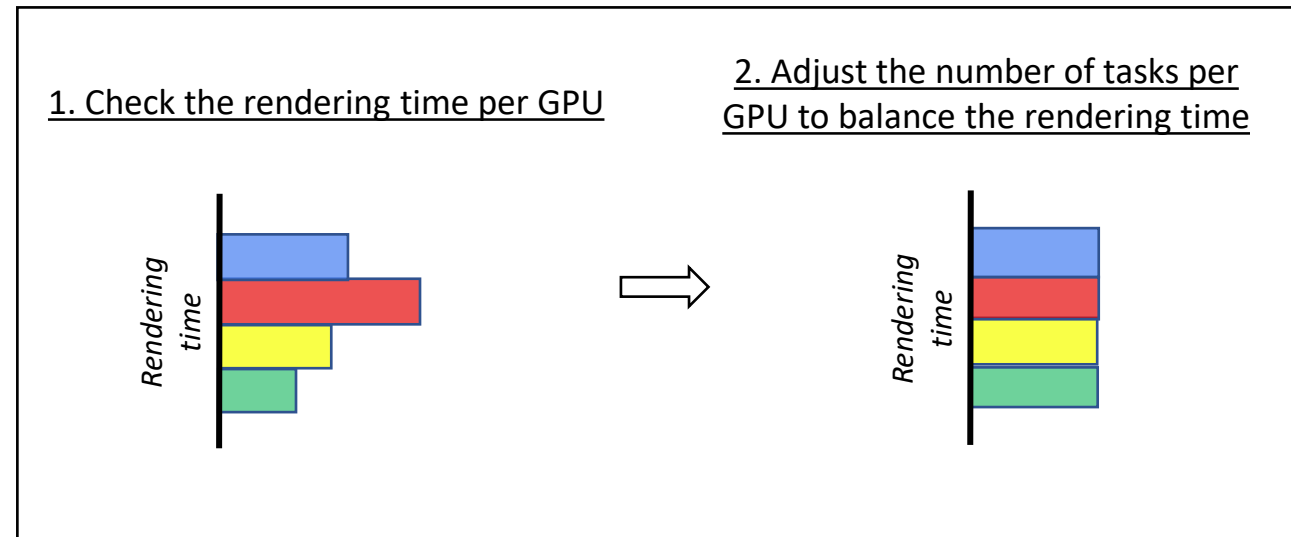 1. Check the rendering time per GPU
2. Adjust the number of tasks per
GPU to balance the rendering time
Rendering
time
Rendering
time